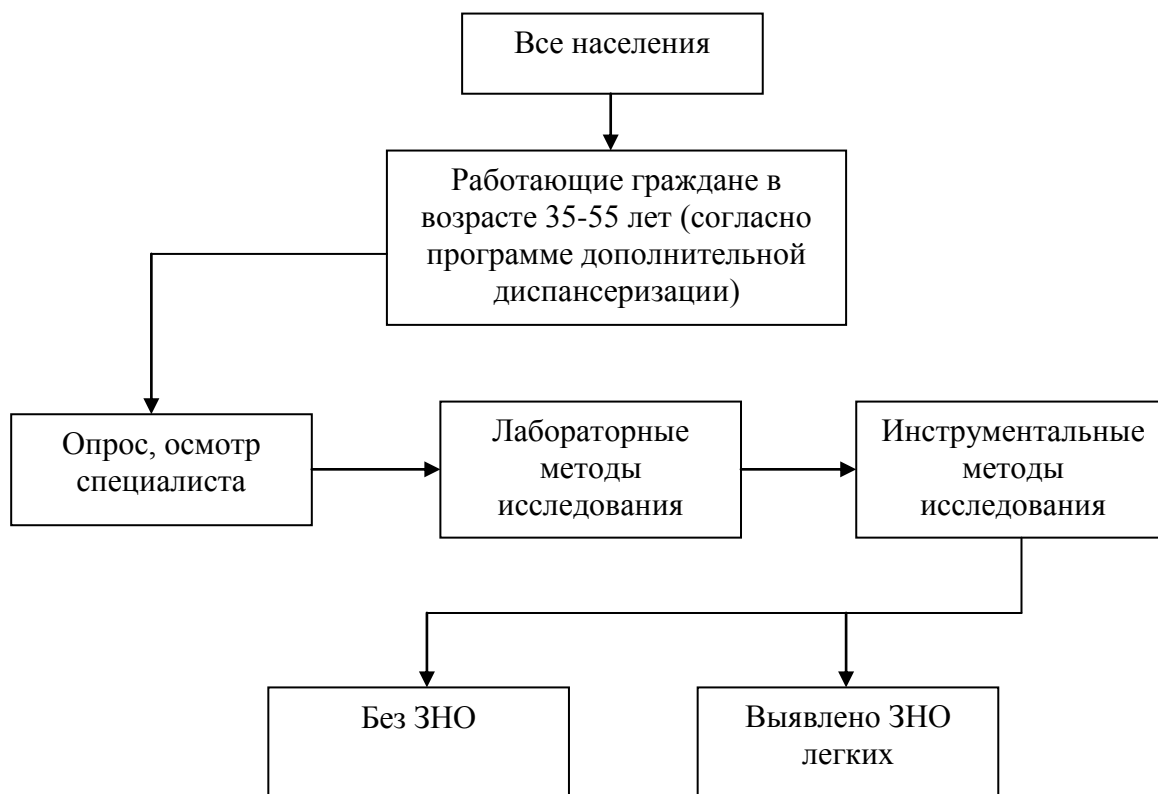 Все населения
Работающие граждане в
возрасте 35-55 лет (согласно
программе дополнительной
диспансеризации)
Опрос, осмотр
специалиста
Лабораторные
методы
исследования
Инструментальные
методы
исследования
Без ЗНО
Выявлено ЗНО
легких